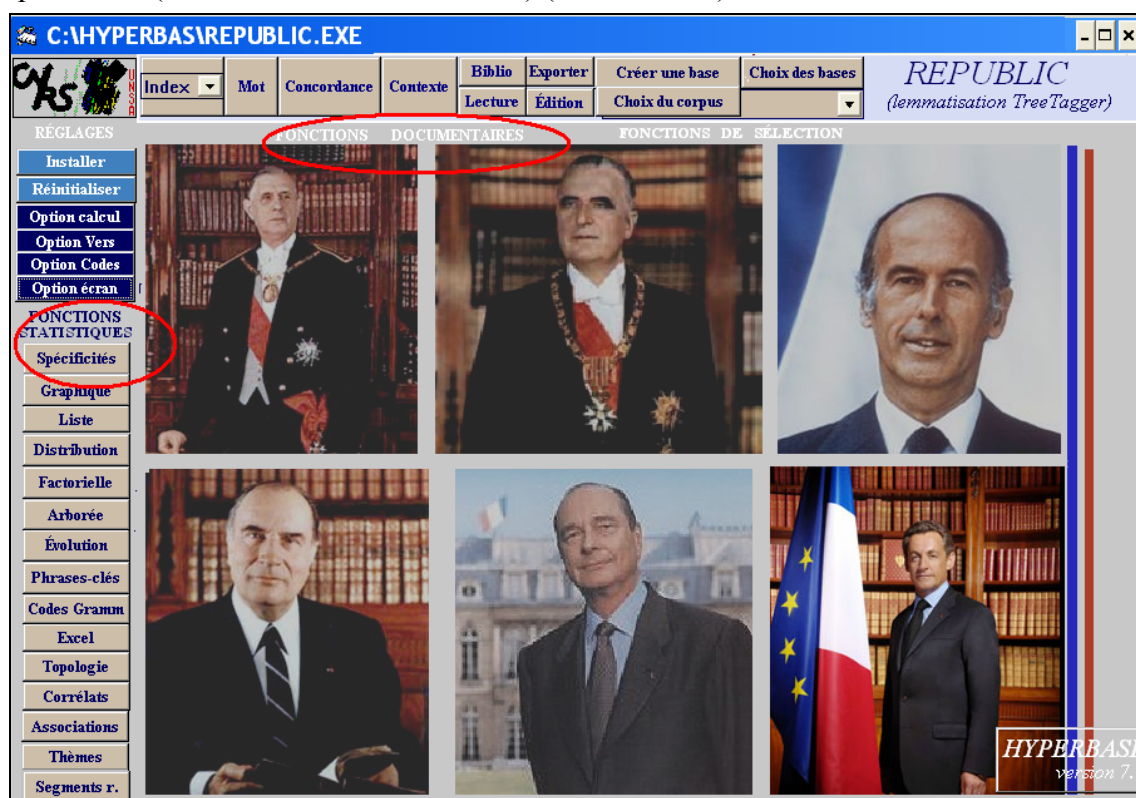 C:\HYPERBAS\REPUBLIC.EXE
Index
Mot
Concordance
Contexte
Biblio
Exporter
Créer une base
Choix des bases
Lecture
Édition
Choix du corpus
REPUBLIC
(lemmatisation TreeTagger)
UNSA
RÉGLAGES
FONCTIONS DOCUMENTAIRES
FONCTIONS DE SÉLECTION
Installer
Réinitialiser
Option calcul
Option Vers
Option Codes
Option écran
FONCTIONS
STATISTIQUES
Spécificités
Graphique
Liste
Distribution
Factorielle
Arborée
Évolution
Phrases-clés
Codes Gramm
Excel
Topologie
Corrélats
Associations
Thèmes
Segments r.
HYPERBASE
version 7.